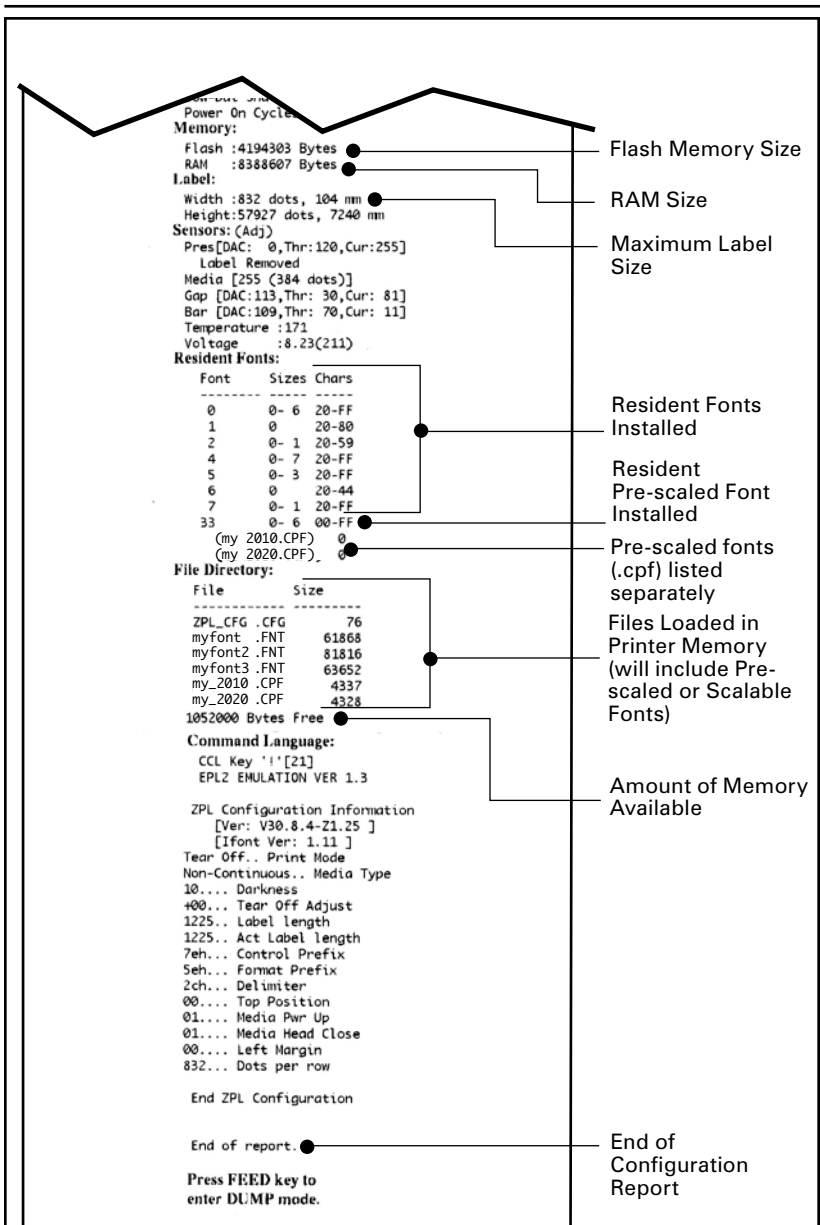 Power On Cycles
Memory:
Flash :4194303 Bytes
RAM :8388607 Bytes
Label:
Width :832 dots, 104 mm
Height:57927 dots, 7240 mm
Sensors: (Adj)
Pres[DAC: 0,Thr:120,Cur:255]
Label Removed
Media [255 (384 dots)]
Gap [DAC:113,Thr: 30,Cur: 81]
Bar [DAC:109,Thr: 70,Cur: 11]
Temperature :171
Voltage :8.23(211)
Resident Fonts:
Font Sizes Chars
-------- ----- -----
0 0- 6 20-FF
1 0 20-80
2 0- 1 20-59
4 0- 7 20-FF
5 0- 3 20-FF
6 0 20-44
7 0- 1 20-FF
33 0- 6 00-FF
(my 2010.CPF) 0
(my 2020.CPF) 0
File Directory:
File Size
------------ ----------
ZPL_CFG .CFG 76
myfont .FNT 61868
myfont2 .FNT 81816
myfont3 .FNT 63652
my_2010 .CPF 4337
my_2020 .CPF 4328
1052000 Bytes Free
Command Language:
CCL Key '!'[21]
EPL2 EMULATION VER 1.3
ZPL Configuration Information
[Ver: V30.8.4-Z1.25 ]
[Ifont Ver: 1.11 ]
Tear Off.. Print Mode
Non-Continuous.. Media Type
10.... Darkness
+00... Tear Off Adjust
1225.. Label length
1225.. Act Label length
7eh... Control Prefix
5eh... Format Prefix
2ch... Delimiter
00.... Top Position
01.... Media Pwr Up
01.... Media Head Close
00.... Left Margin
832... Dots per row
End ZPL Configuration
End of report.
Press FEED key to
enter DUMP mode.
Flash Memory Size
RAM Size
Maximum Label
Size
Resident Fonts
Installed
Resident
Pre-scaled Font
Installed
Pre-scaled fonts
(.cpf) listed
separately
Files Loaded in
Printer Memory
(will include Pre-
scaled or Scalable
Fonts)
Amount of Memory
Available
End of
Configuration
Report